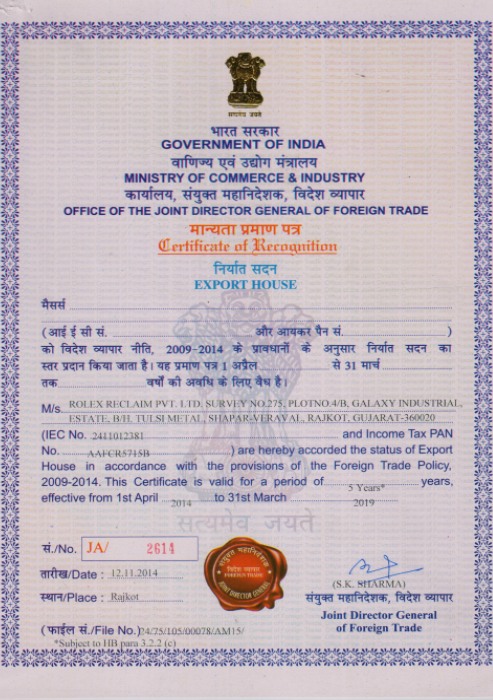 सत्यमेव जयते
भारत सरकार
GOVERNMENT OF INDIA
वाणिज्य एवं उद्योग मंत्रालय
MINISTRY OF COMMERCE & INDUSTRY
कार्यालय, संयुक्त महानिदेशक, विदेश व्यापार
OFFICE OF THE JOINT DIRECTOR GENERAL OF FOREIGN TRADE
मान्यता प्रमाण पत्र
Certificate of Recognition
निर्यात सदन
EXPORT HOUSE
मैसर्स
(आई ई सी सं. और आयकर पैन सं. )
को विदेश व्यापार नीति, 2009-2014 के प्रावधानों के अनुसार निर्यात सदन का
स्तर प्रदान किया जाता है। यह प्रमाण पत्र 1 अप्रैल से 31 मार्च
तक वर्षों की अवधि के लिए वैध है।
M/s. ROLEX RECLAIM PVT. LTD. SURVEY NO.275, PLOTNO.4/B, GALAXY INDUSTRIAL,
ESTATE, B/H. TULSI METAL, SHAPAR-VERAVAL, RAJKOT, GUJARAT-360020
(IEC No. 2411012381 and Income Tax PAN
No. AAFCR5715B ) are hereby accorded the status of Export
House in accordance with the provisions of the Foreign Trade Policy,
2009-2014. This Certificate is valid for a period of 5 Years* years,
effective from 1st April 2014 to 31st March 2019
सत्यमेव जयते
सं./No. JA/ 2614
तारीख/Date : 12.11.2014
स्थान/Place : Rajkot
(फाईल सं./File No.)24/75/105/00078/AM15/
*Subject to HB para 3.2.2 (c)
संयुक्त महानिदेशक
विदेश व्यापार
FOREIGN TRADE
JOINT DIRECTOR GENERAL
(S.K. SHARMA)
संयुक्त महानिदेशक, विदेश व्यापार
Joint Director General
of Foreign Trade